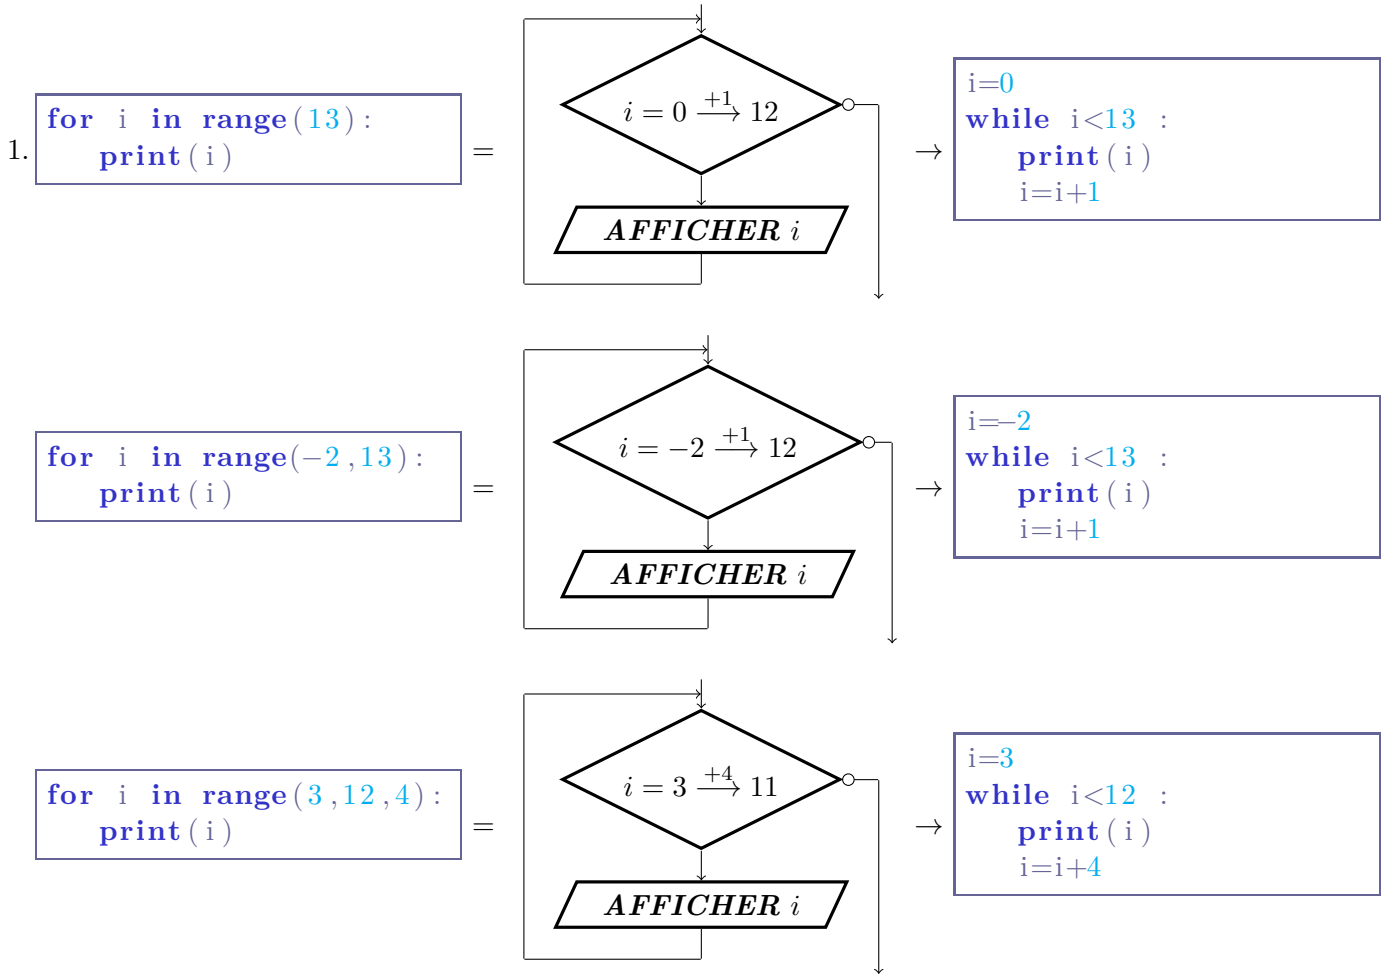 1.
for i in range(13):
    print(i)
=
i = 0 +1⟶ 12
AFFICHER i
→
i=0
while i<13 :
    print(i)
    i=i+1
for i in range(−2,13):
    print(i)
=
i = −2 +1⟶ 12
AFFICHER i
→
i=−2
while i<13 :
    print(i)
    i=i+1
for i in range(3,12,4):
    print(i)
=
i = 3 +4⟶ 11
AFFICHER i
→
i=3
while i<12 :
    print(i)
    i=i+4